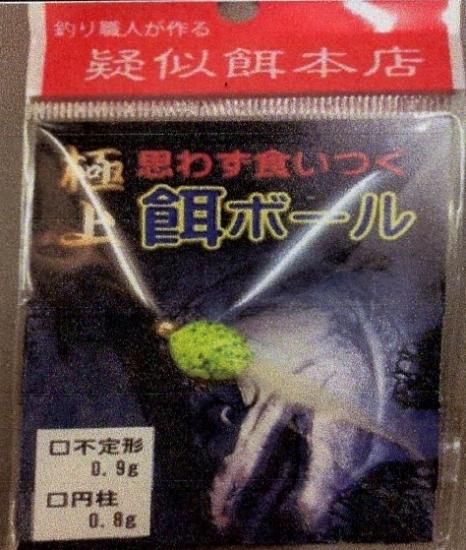 釣り職人が作る
疑似餌本店
極上
思わず食いつく
餌ボール
□不定形
0.9g
□円柱
0.8g